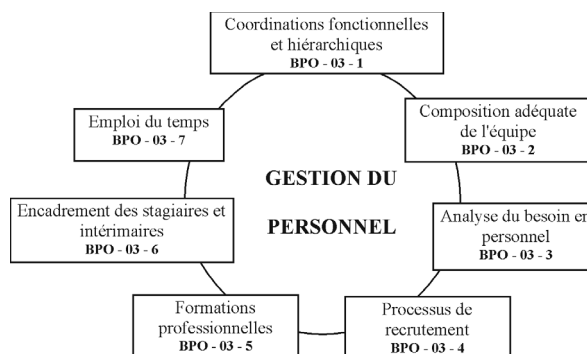 Coordinations fonctionnelles
et hiérarchiques
BPO - 03 - 1
Composition adéquate
de l'équipe
BPO - 03 - 2
Analyse du besoin en
personnel
BPO - 03 - 3
Processus de
recrutement
BPO - 03 - 4
Formations
professionnelles
BPO - 03 - 5
Encadrement des stagiaires et
intérimaires
BPO - 03 - 6
Emploi du temps
BPO - 03 - 7
GESTION DU
PERSONNEL